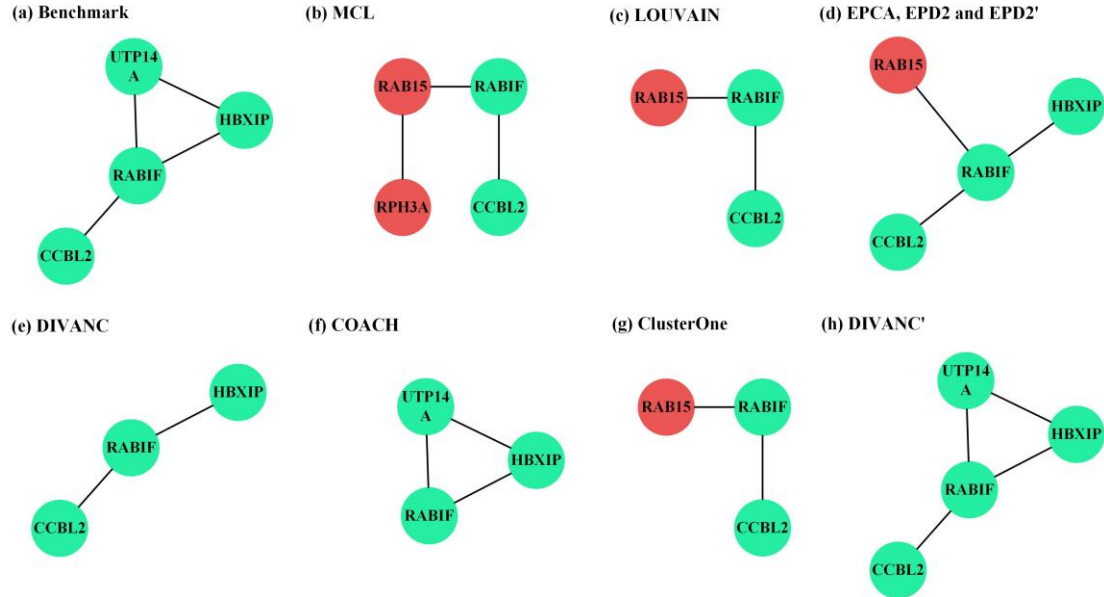 (a) Benchmark
UTP14
A
HBXIP
RABIF
CCBL2
(b) MCL
RAB15
RABIF
RPH3A
CCBL2
(c) LOUVAIN
RAB15
RABIF
CCBL2
(d) EPCA, EPD2 and EPD2'
RAB15
HBXIP
RABIF
CCBL2
(e) DIVANC
HBXIP
RABIF
CCBL2
(f) COACH
UTP14
A
HBXIP
RABIF
(g) ClusterOne
RAB15
RABIF
CCBL2
(h) DIVANC'
UTP14
A
HBXIP
RABIF
CCBL2